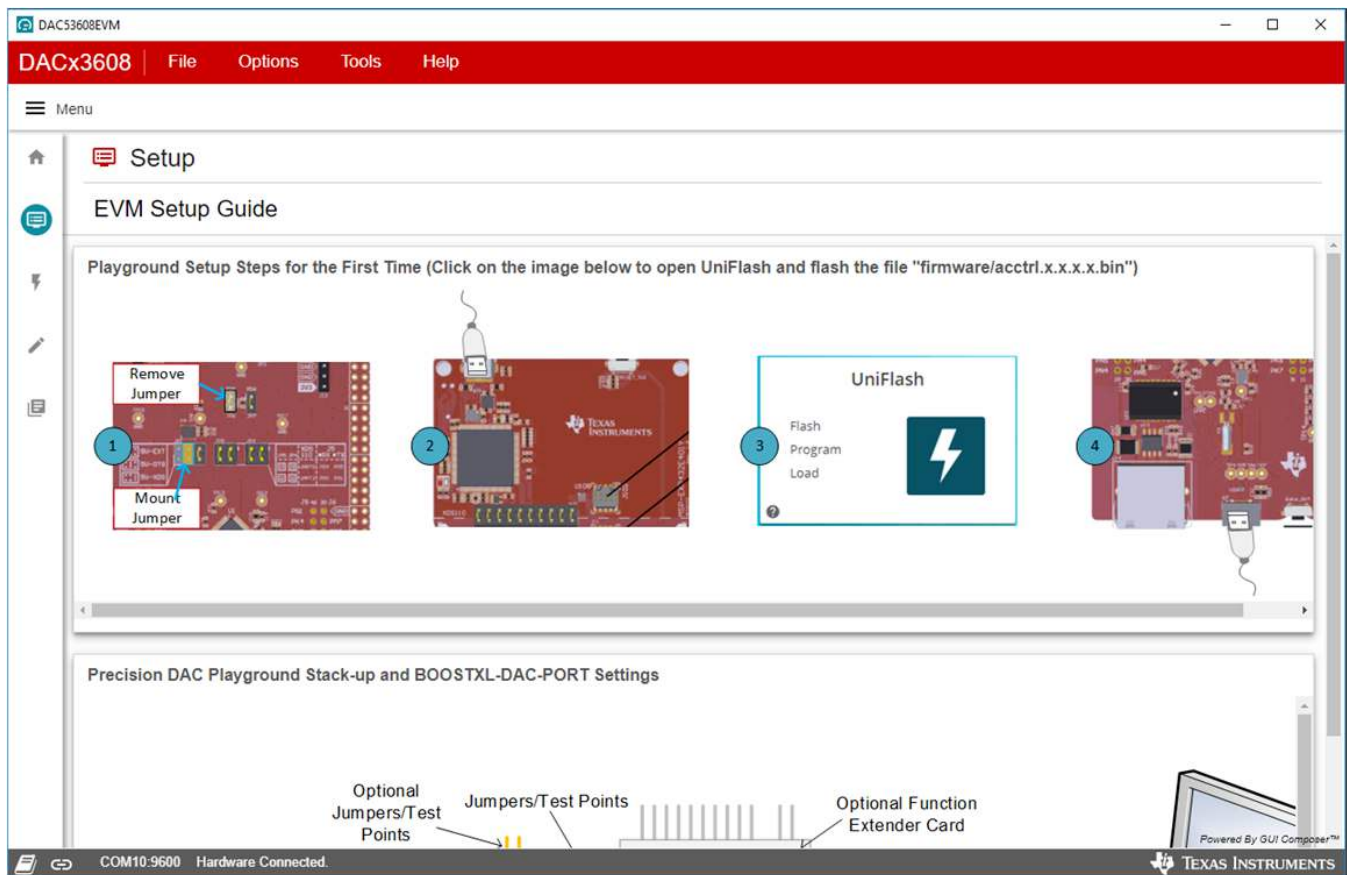 DAC53608EVM
DACx3608 File Options Tools Help
Menu
Setup
EVM Setup Guide
Playground Setup Steps for the First Time (Click on the image below to open UniFlash and flash the file "firmware/acctrl.x.x.x.x.bin")
Remove
Jumper
1
5V-EXT
Mount
Jumper
2
TEXAS
INSTRUMENTS
3
UniFlash
Flash
Program
Load
4
Precision DAC Playground Stack-up and BOOSTXL-DAC-PORT Settings
Optional
Jumpers/Test
Points
Jumpers/Test Points
Optional Function
Extender Card
Powered By GUI Composer™
COM10:9600 Hardware Connected.
TEXAS INSTRUMENTS